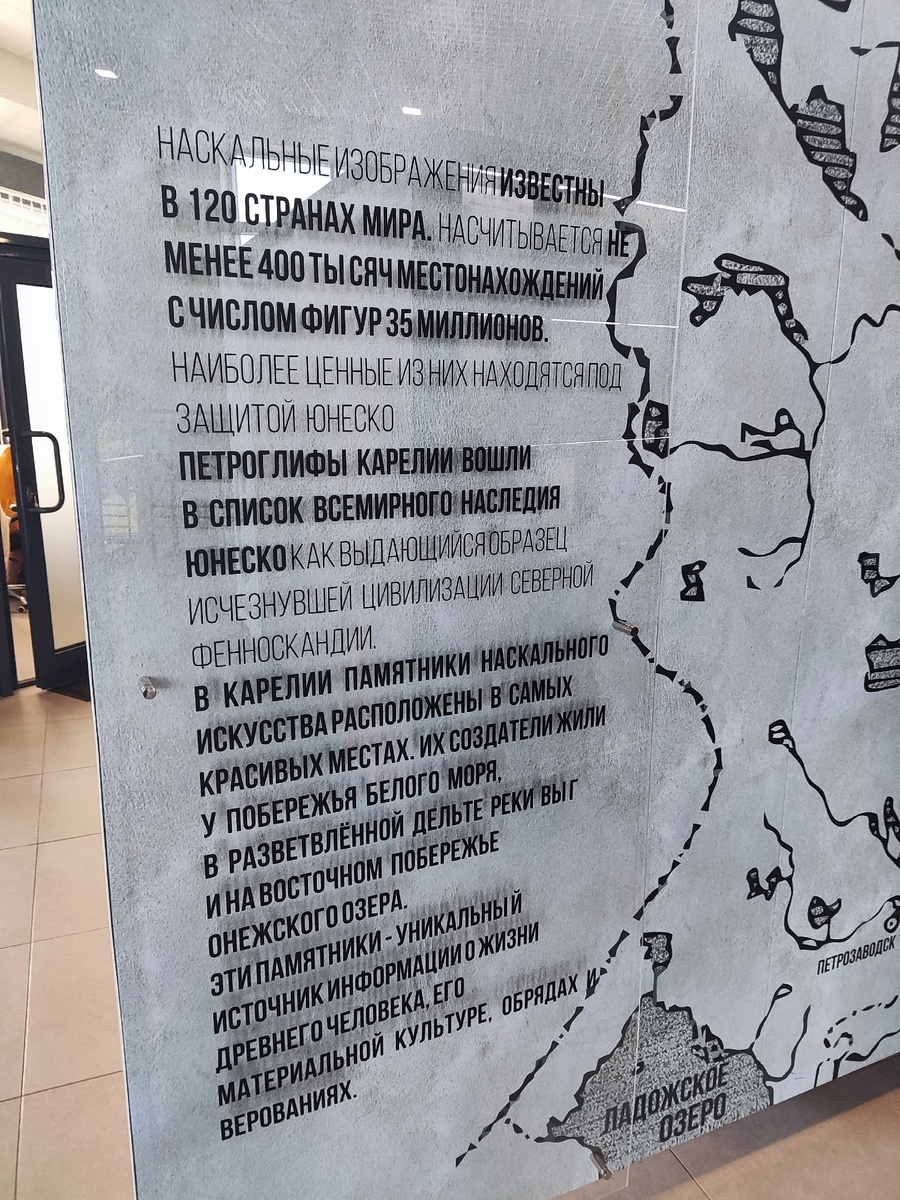 НАСКАЛЬНЫЕ ИЗОБРАЖЕНИЯ ИЗВЕСТНЫ
В 120 СТРАНАХ МИРА. НАСЧИТЫВАЕТСЯ НЕ
МЕНЕЕ 400 ТЫСЯЧ МЕСТОНАХОЖДЕНИЙ
С ЧИСЛОМ ФИГУР 35 МИЛЛИОНОВ.
НАИБОЛЕЕ ЦЕННЫЕ ИЗ НИХ НАХОДЯТСЯ ПОД
ЗАЩИТОЙ ЮНЕСКО
ПЕТРОГЛИФЫ КАРЕЛИИ ВОШЛИ
В СПИСОК ВСЕМИРНОГО НАСЛЕДИЯ
ЮНЕСКО КАК ВЫДАЮЩИЙСЯ ОБРАЗЕЦ
ИСЧЕЗНУВШЕЙ ЦИВИЛИЗАЦИИ СЕВЕРНОЙ
ФЕННОСКАНДИИ.
В КАРЕЛИИ ПАМЯТНИКИ НАСКАЛЬНОГО
ИСКУССТВА РАСПОЛОЖЕНЫ В САМЫХ
КРАСИВЫХ МЕСТАХ. ИХ СОЗДАТЕЛИ ЖИЛИ
У ПОБЕРЕЖЬЯ БЕЛОГО МОРЯ,
В РАЗВЕТВЛЁННОЙ ДЕЛЬТЕ РЕКИ ВЫГ
И НА ВОСТОЧНОМ ПОБЕРЕЖЬЕ
ОНЕЖСКОГО ОЗЕРА.
ЭТИ ПАМЯТНИКИ - УНИКАЛЬНЫЙ
ИСТОЧНИК ИНФОРМАЦИИ О ЖИЗНИ
ДРЕВНЕГО ЧЕЛОВЕКА, ЕГО
МАТЕРИАЛЬНОЙ КУЛЬТУРЕ, ОБРЯДАХ И
ВЕРОВАНИЯХ.
ПЕТРОЗАВОДСК
ЛАДОЖСКОЕ
ОЗЕРО